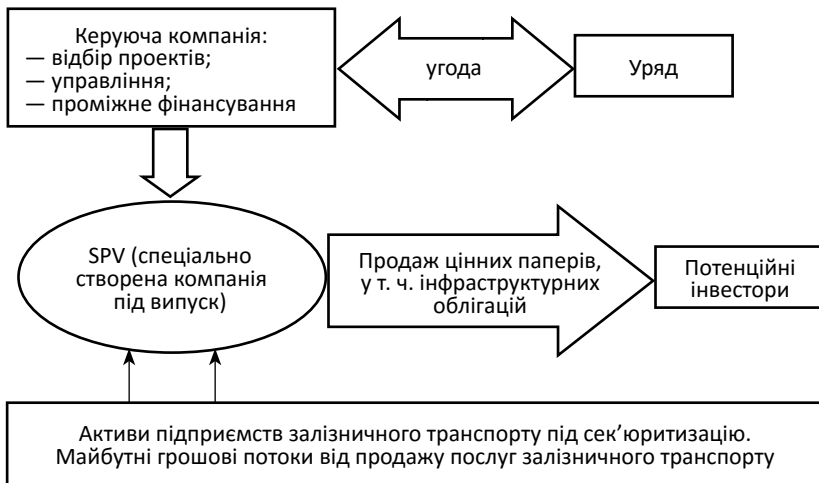 Керуюча компанія:
— відбір проектів;
— управління;
— проміжне фінансування
угода
Уряд
SPV (спеціально
створена компанія
під випуск)
Продаж цінних паперів,
у т. ч. інфраструктурних
облігацій
Потенційні
інвестори
Активи підприємств залізничного транспорту під сек’юритизацію.
Майбутні грошові потоки від продажу послуг залізничного транспорту